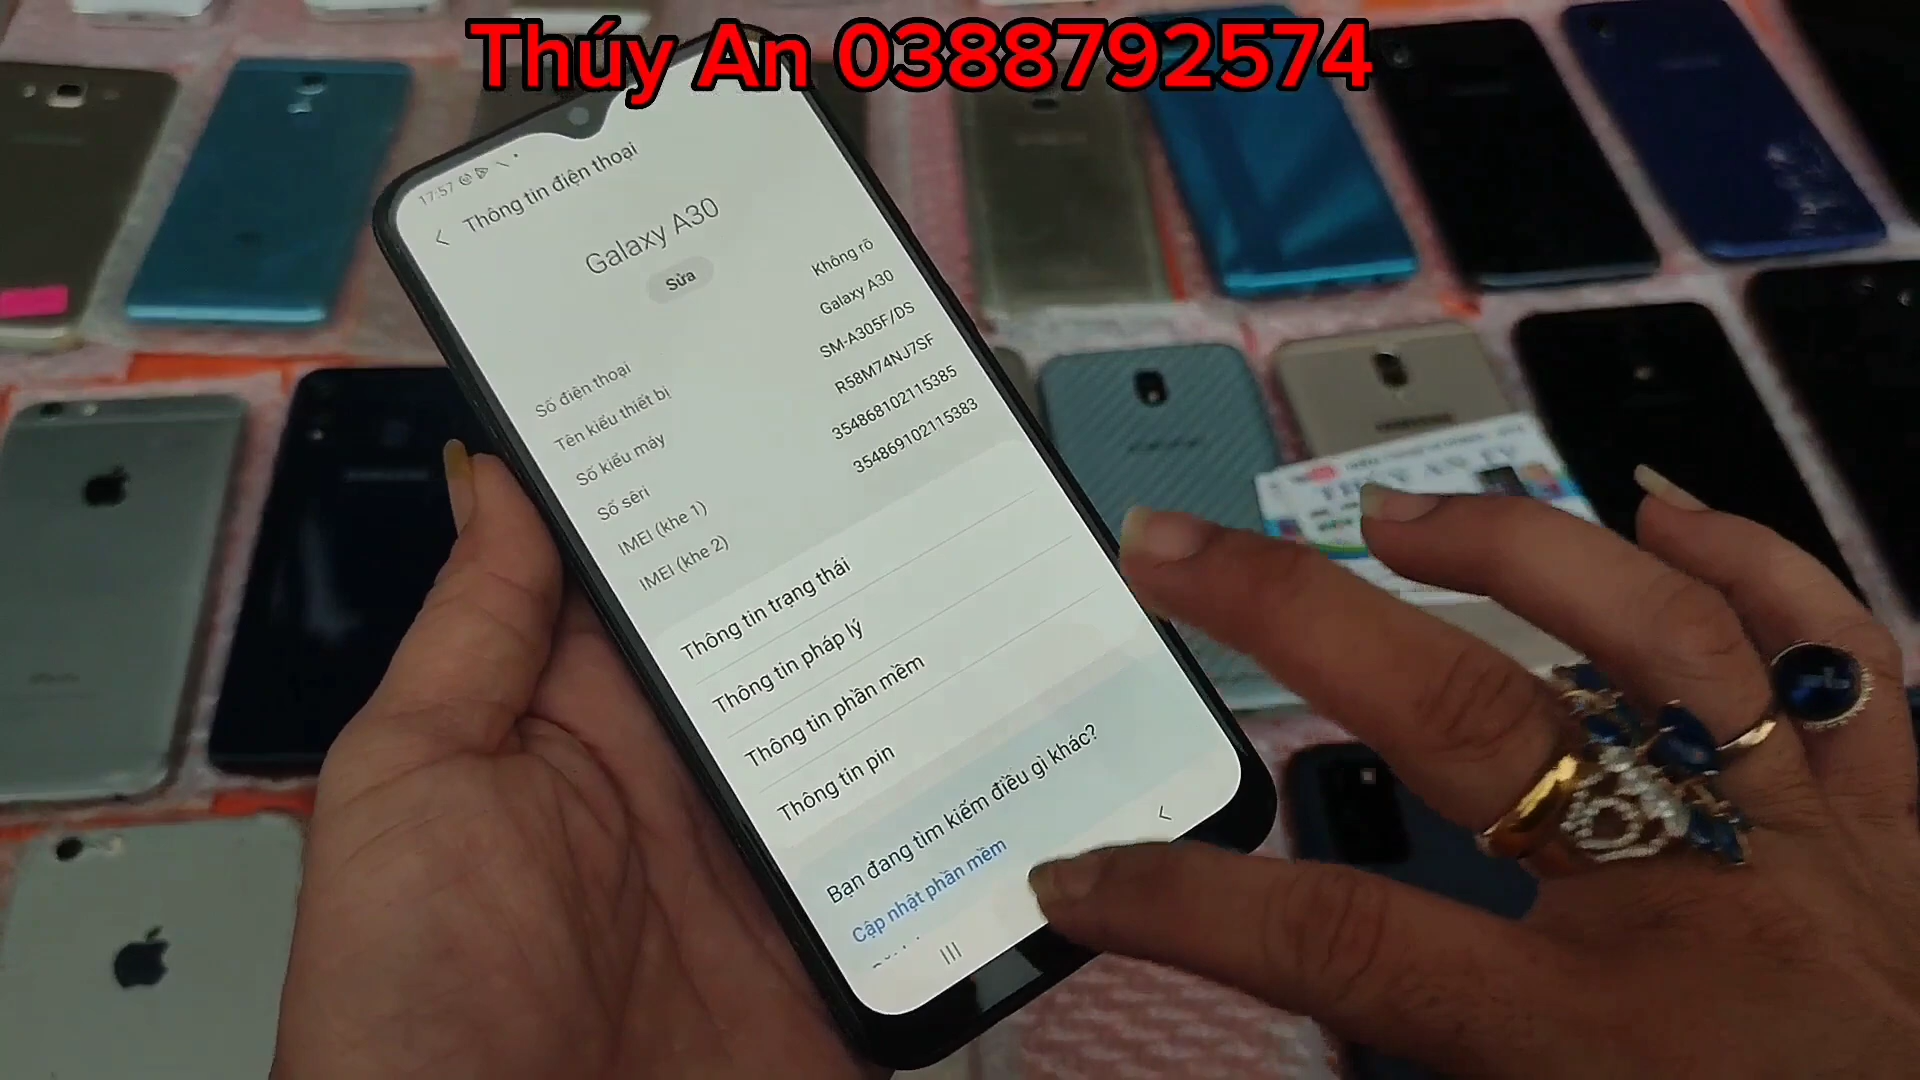 Thúy An 0388792574
17:57
Thông tin điện thoại
Galaxy A30
Sửa
Số điện thoại Không rõ
Tên kiểu thiết bị Galaxy A30
Số kiểu máy SM-A305F/DS
Số sêri R58M74NJ7SF
IMEI (khe 1) 354868102115385
IMEI (khe 2) 354869102115383
Thông tin trạng thái
Thông tin pháp lý
Thông tin phần mềm
Thông tin pin
Bạn đang tìm kiếm điều gì khác?
Cập nhật phần mềm